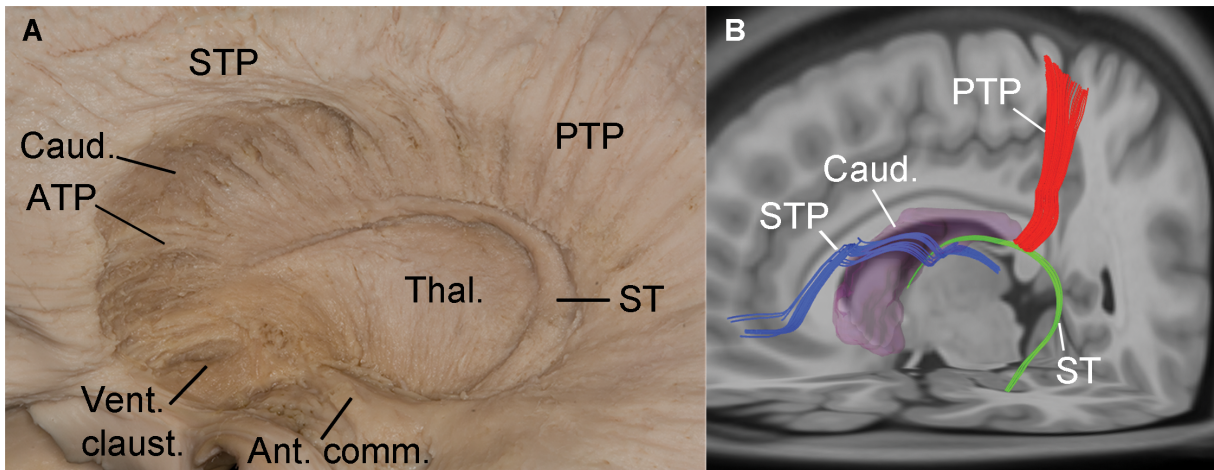 A
STP
PTP
Caud.
ATP
Thal.
ST
Vent.
claust.
Ant. comm.
B
PTP
Caud.
STP
ST